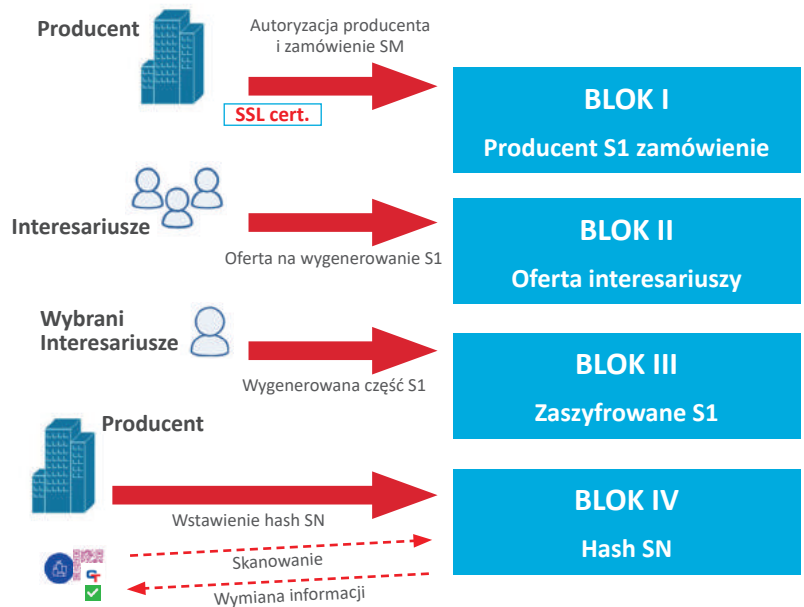 Producent
Autoryzacja producenta
i zamówienie SM
SSL cert.
BLOK I
Producent S1 zamówienie
Interesariusze
Oferta na wygenerowanie S1
BLOK II
Oferta interesariuszy
Wybrani
Interesariusze
Wygenerowana część S1
BLOK III
Zaszyfrowane S1
Producent
Wstawienie hash SN
BLOK IV
Hash SN
Skanowanie
Wymiana informacji